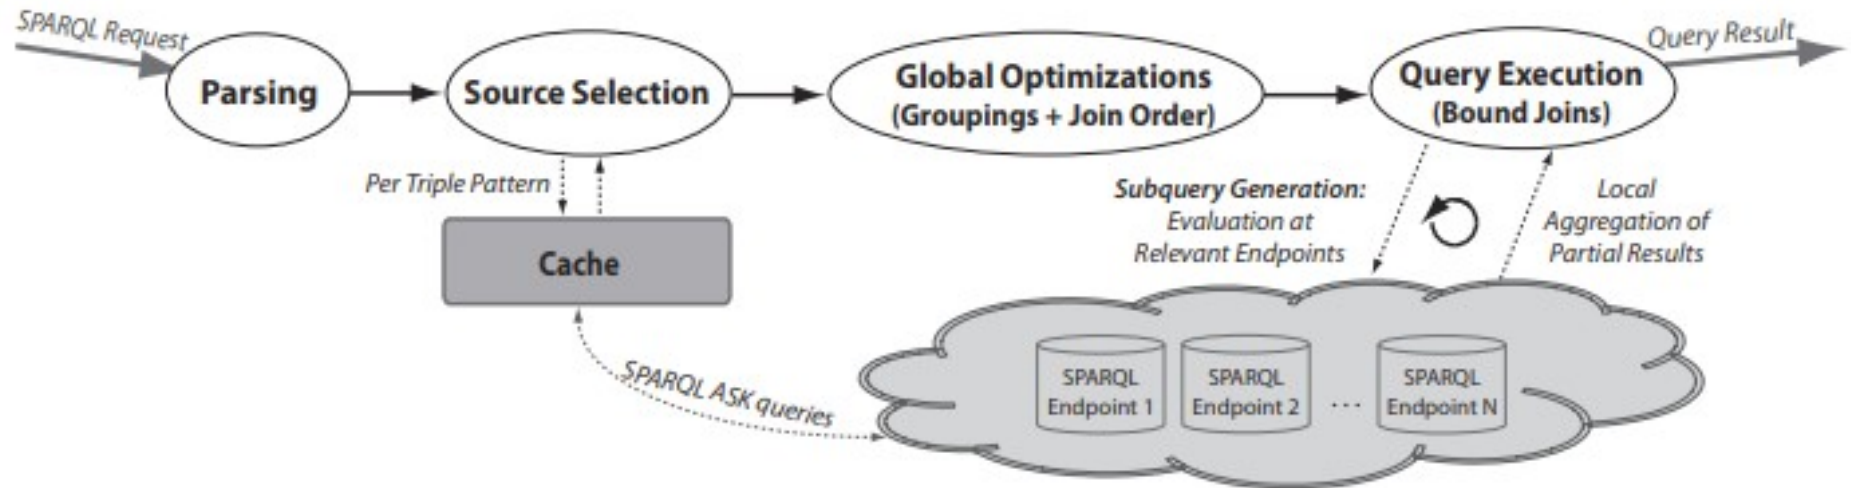 SPARQL Request
Parsing
Source Selection
Global Optimizations
(Groupings + Join Order)
Query Execution
(Bound Joins)
Query Result
Per Triple Pattern
Cache
SPARQL ASK queries
Subquery Generation:
Evaluation at
Relevant Endpoints
Local
Aggregation of
Partial Results
SPARQL
Endpoint 1
SPARQL
Endpoint 2
...
SPARQL
Endpoint N